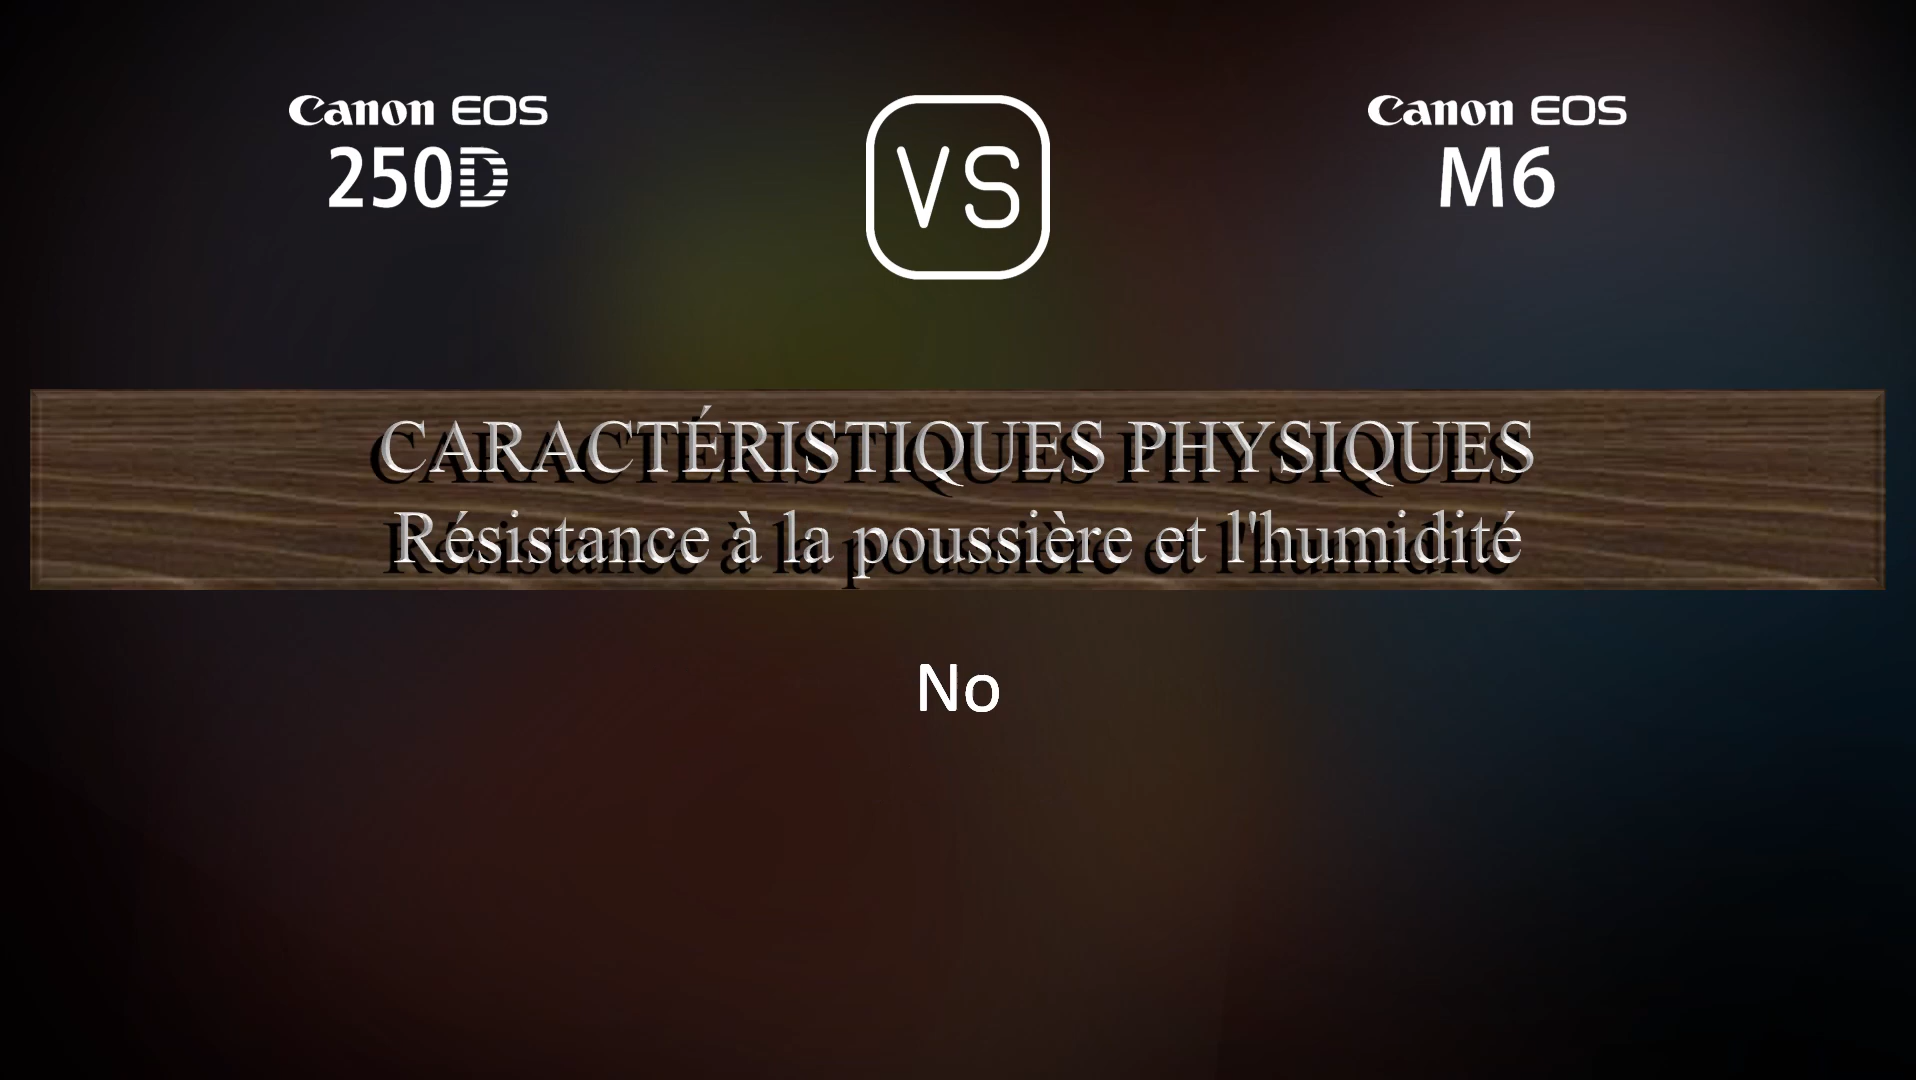 Canon EOS
250D
VS
Canon EOS
M6
CARACTÉRISTIQUES PHYSIQUES
Résistance à la poussière et l'humidité
No